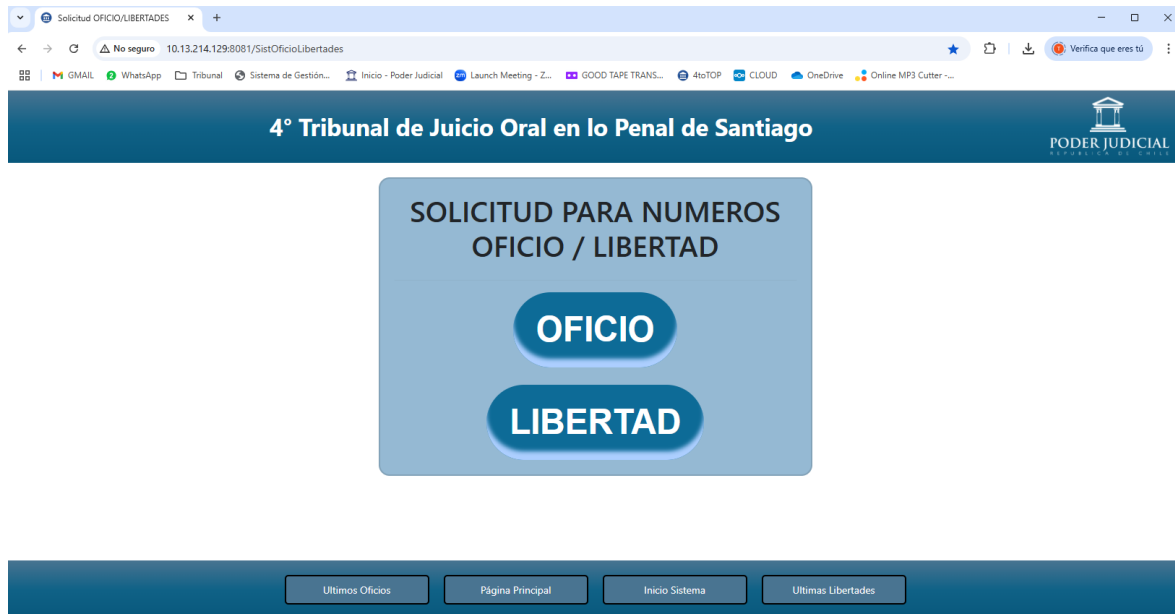 Solicitud OFICIO/LIBERTADES
No seguro 10.13.214.129:8081/SistOficioLibertades
Verifica que eres tú
GMAIL WhatsApp Tribunal Sistema de Gestión... Inicio - Poder Judicial Launch Meeting - Z... GOOD TAPE TRANS... 4toTOP CLOUD OneDrive Online MP3 Cutter -...
4° Tribunal de Juicio Oral en lo Penal de Santiago
PODER JUDICIAL
REPUBLICA DE CHILE
SOLICITUD PARA NUMEROS
OFICIO / LIBERTAD
OFICIO
LIBERTAD
Ultimos Oficios Página Principal Inicio Sistema Ultimas Libertades